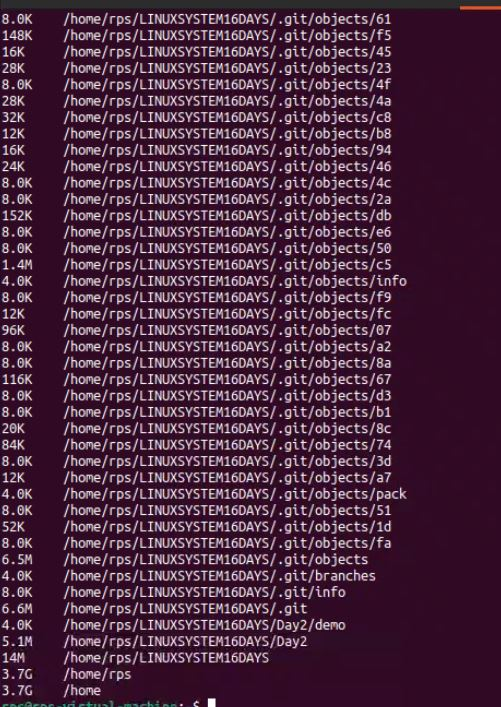 8.0K /home/rps/LINUXSYSTEM16DAYS/.git/objects/61
148K /home/rps/LINUXSYSTEM16DAYS/.git/objects/f5
16K /home/rps/LINUXSYSTEM16DAYS/.git/objects/45
28K /home/rps/LINUXSYSTEM16DAYS/.git/objects/23
8.0K /home/rps/LINUXSYSTEM16DAYS/.git/objects/4f
28K /home/rps/LINUXSYSTEM16DAYS/.git/objects/4a
32K /home/rps/LINUXSYSTEM16DAYS/.git/objects/c8
12K /home/rps/LINUXSYSTEM16DAYS/.git/objects/b8
16K /home/rps/LINUXSYSTEM16DAYS/.git/objects/94
24K /home/rps/LINUXSYSTEM16DAYS/.git/objects/46
8.0K /home/rps/LINUXSYSTEM16DAYS/.git/objects/4c
8.0K /home/rps/LINUXSYSTEM16DAYS/.git/objects/2a
152K /home/rps/LINUXSYSTEM16DAYS/.git/objects/db
8.0K /home/rps/LINUXSYSTEM16DAYS/.git/objects/e6
8.0K /home/rps/LINUXSYSTEM16DAYS/.git/objects/50
1.4M /home/rps/LINUXSYSTEM16DAYS/.git/objects/c5
4.0K /home/rps/LINUXSYSTEM16DAYS/.git/objects/info
8.0K /home/rps/LINUXSYSTEM16DAYS/.git/objects/f9
12K /home/rps/LINUXSYSTEM16DAYS/.git/objects/fc
96K /home/rps/LINUXSYSTEM16DAYS/.git/objects/07
8.0K /home/rps/LINUXSYSTEM16DAYS/.git/objects/a2
8.0K /home/rps/LINUXSYSTEM16DAYS/.git/objects/8a
116K /home/rps/LINUXSYSTEM16DAYS/.git/objects/67
8.0K /home/rps/LINUXSYSTEM16DAYS/.git/objects/d3
8.0K /home/rps/LINUXSYSTEM16DAYS/.git/objects/b1
20K /home/rps/LINUXSYSTEM16DAYS/.git/objects/8c
84K /home/rps/LINUXSYSTEM16DAYS/.git/objects/74
8.0K /home/rps/LINUXSYSTEM16DAYS/.git/objects/3d
12K /home/rps/LINUXSYSTEM16DAYS/.git/objects/a7
4.0K /home/rps/LINUXSYSTEM16DAYS/.git/objects/pack
8.0K /home/rps/LINUXSYSTEM16DAYS/.git/objects/51
52K /home/rps/LINUXSYSTEM16DAYS/.git/objects/1d
8.0K /home/rps/LINUXSYSTEM16DAYS/.git/objects/fa
6.5M /home/rps/LINUXSYSTEM16DAYS/.git/objects
4.0K /home/rps/LINUXSYSTEM16DAYS/.git/branches
8.0K /home/rps/LINUXSYSTEM16DAYS/.git/info
6.6M /home/rps/LINUXSYSTEM16DAYS/.git
4.0K /home/rps/LINUXSYSTEM16DAYS/Day2/demo
5.1M /home/rps/LINUXSYSTEM16DAYS/Day2
14M /home/rps/LINUXSYSTEM16DAYS
3.7G /home/rps
3.7G /home
rps@rps-virtual-machine:~$